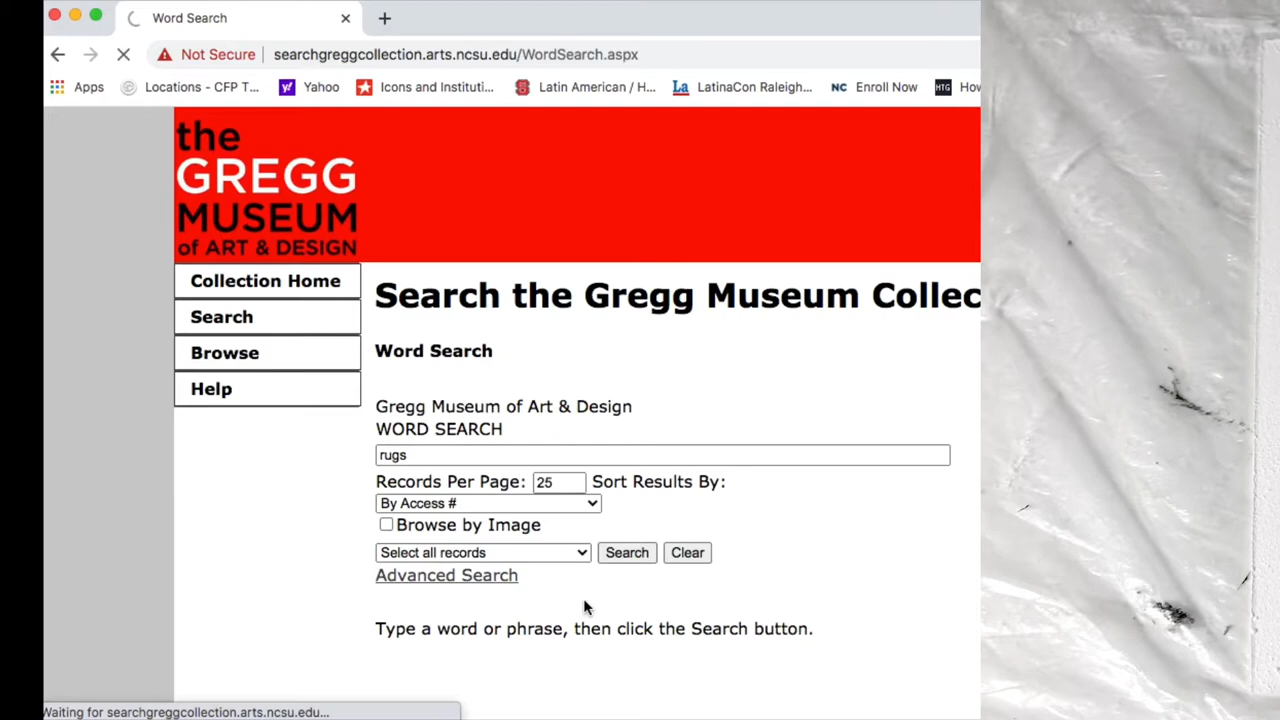 Word Search
Not Secure searchgreggcollection.arts.ncsu.edu/WordSearch.aspx
Apps Locations - CFP T... Yahoo Icons and Instituti... Latin American / H... La LatinaCon Raleigh... NC Enroll Now HTG How
the
GREGG
MUSEUM
of ART & DESIGN
Collection Home
Search
Browse
Help
Search the Gregg Museum Collec
Word Search
Gregg Museum of Art & Design
WORD SEARCH
rugs
Records Per Page: 25 Sort Results By:
By Access #
Browse by Image
Select all records Search Clear
Advanced Search
Type a word or phrase, then click the Search button.
Waiting for searchgreggcollection.arts.ncsu.edu...